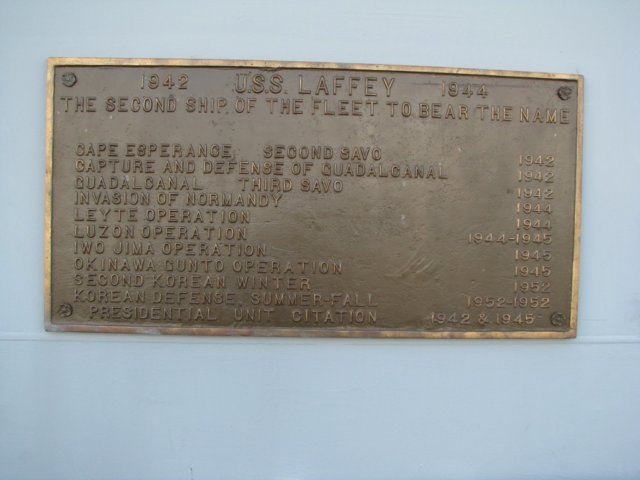 1942 U.S.S. LAFFEY 1944
THE SECOND SHIP OF THE FLEET TO BEAR THE NAME
CAPE ESPERANCE SECOND SAVO 1942
CAPTURE AND DEFENSE OF GUADALCANAL 1942
GUADALCANAL THIRD SAVO 1942
INVASION OF NORMANDY 1944
LEYTE OPERATION 1944
LUZON OPERATION 1944-1945
IWO JIMA OPERATION 1945
OKINAWA GUNTO OPERATION 1945
SECOND KOREAN WINTER 1952
KOREAN DEFENSE, SUMMER-FALL 1952-1952
PRESIDENTIAL UNIT CITATION 1942 & 1945